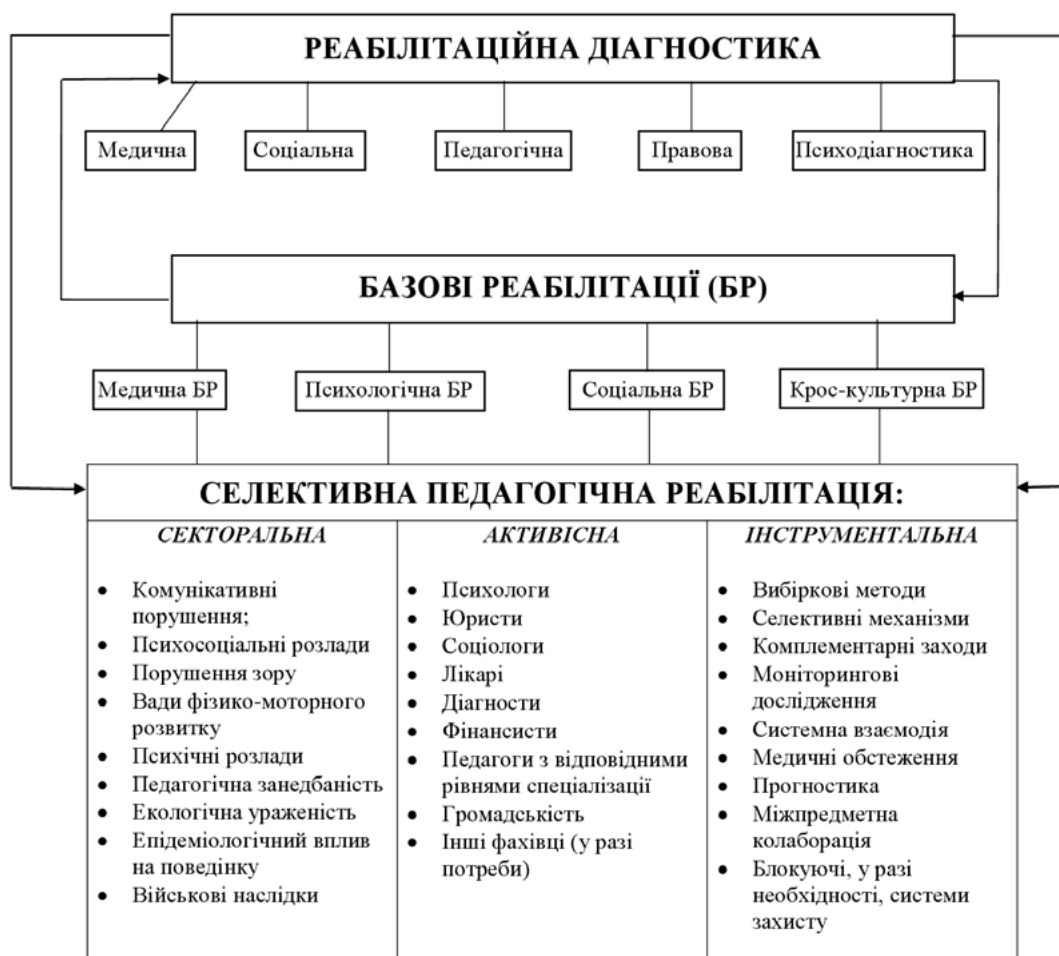 РЕАБІЛІТАЦІЙНА ДІАГНОСТИКА
Медична
Соціальна
Педагогічна
Правова
Психодіагностика
БАЗОВІ РЕАБІЛІТАЦІЇ (БР)
Медична БР
Психологічна БР
Соціальна БР
Крос-культурна БР
СЕЛЕКТИВНА ПЕДАГОГІЧНА РЕАБІЛІТАЦІЯ:
СЕКТОРАЛЬНА
• Комунікативні
порушення;
• Психосоціальні розлади
• Порушення зору
• Вади фізико-моторного
розвитку
• Психічні розлади
• Педагогічна занедбаність
• Екологічна ураженість
• Епідеміологічний вплив
на поведінку
• Військові наслідки
АКТИВІСНА
• Психологи
• Юристи
• Соціологи
• Лікарі
• Діагности
• Фінансисти
• Педагоги з відповідними
рівнями спеціалізації
• Громадськість
• Інші фахівці (у разі
потреби)
ІНСТРУМЕНТАЛЬНА
• Вибіркові методи
• Селективні механізми
• Комплементарні заходи
• Моніторингові
дослідження
• Системна взаємодія
• Медичні обстеження
• Прогностика
• Міжпредметна
колаборація
• Блокуючі, у разі
необхідності, системи
захисту